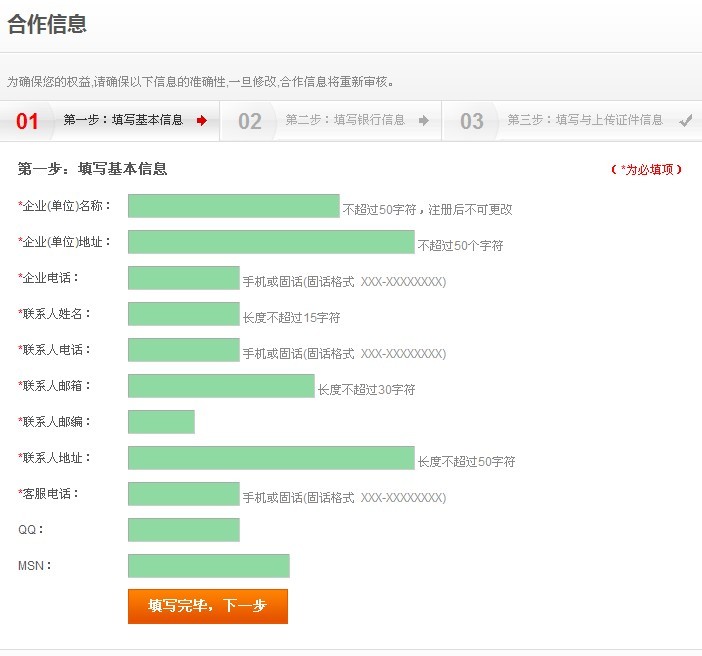 合作信息
为确保您的权益,请确保以下信息的准确性,一旦修改,合作信息将重新审核。
01 第一步：填写基本信息 02 第二步：填写银行信息 03 第三步：填写与上传证件信息
第一步：填写基本信息 （ *为必填项 ）
*企业(单位)名称： 不超过50字符，注册后不可更改
*企业(单位)地址： 不超过50个字符
*企业电话： 手机或固话(固话格式 XXX-XXXXXXXX)
*联系人姓名： 长度不超过15字符
*联系人电话： 手机或固话(固话格式 XXX-XXXXXXXX)
*联系人邮箱： 长度不超过30字符
*联系人邮编：
*联系人地址： 长度不超过50字符
*客服电话： 手机或固话(固话格式 XXX-XXXXXXXX)
QQ：
MSN：
填写完毕，下一步